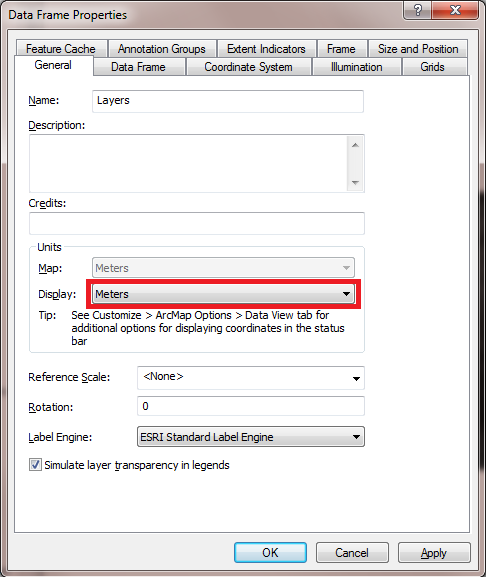 Data Frame Properties
Feature Cache Annotation Groups Extent Indicators Frame Size and Position
General Data Frame Coordinate System Illumination Grids
Name: Layers
Description:
Credits:
Units
Map: Meters
Display: Meters
Tip: See Customize > ArcMap Options > Data View tab for
additional options for displaying coordinates in the status
bar
Reference Scale: <None>
Rotation: 0
Label Engine: ESRI Standard Label Engine
Simulate layer transparency in legends
OK Cancel Apply